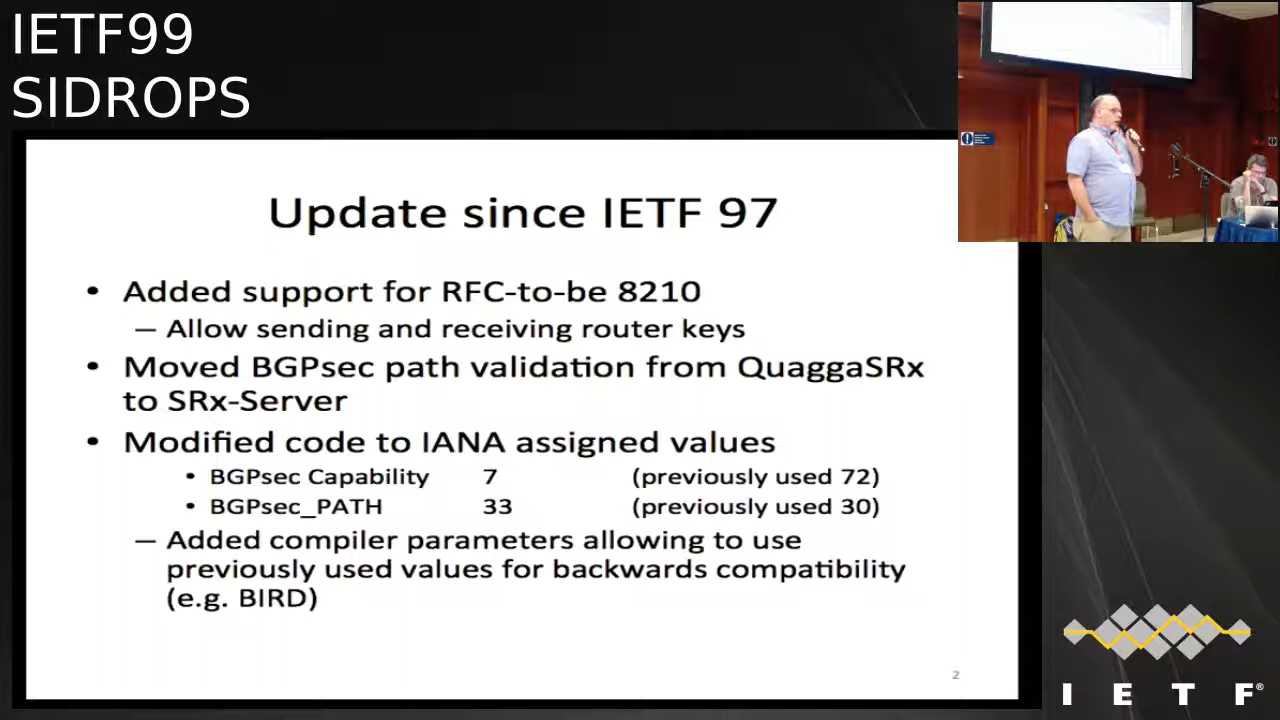 IETF99
SIDROPS
Update since IETF 97
• Added support for RFC-to-be 8210
– Allow sending and receiving router keys
• Moved BGPsec path validation from QuaggaSRx
to SRx-Server
• Modified code to IANA assigned values
• BGPsec Capability 7 (previously used 72)
• BGPsec_PATH 33 (previously used 30)
– Added compiler parameters allowing to use
previously used values for backwards compatibility
(e.g. BIRD)
2
I E T F®